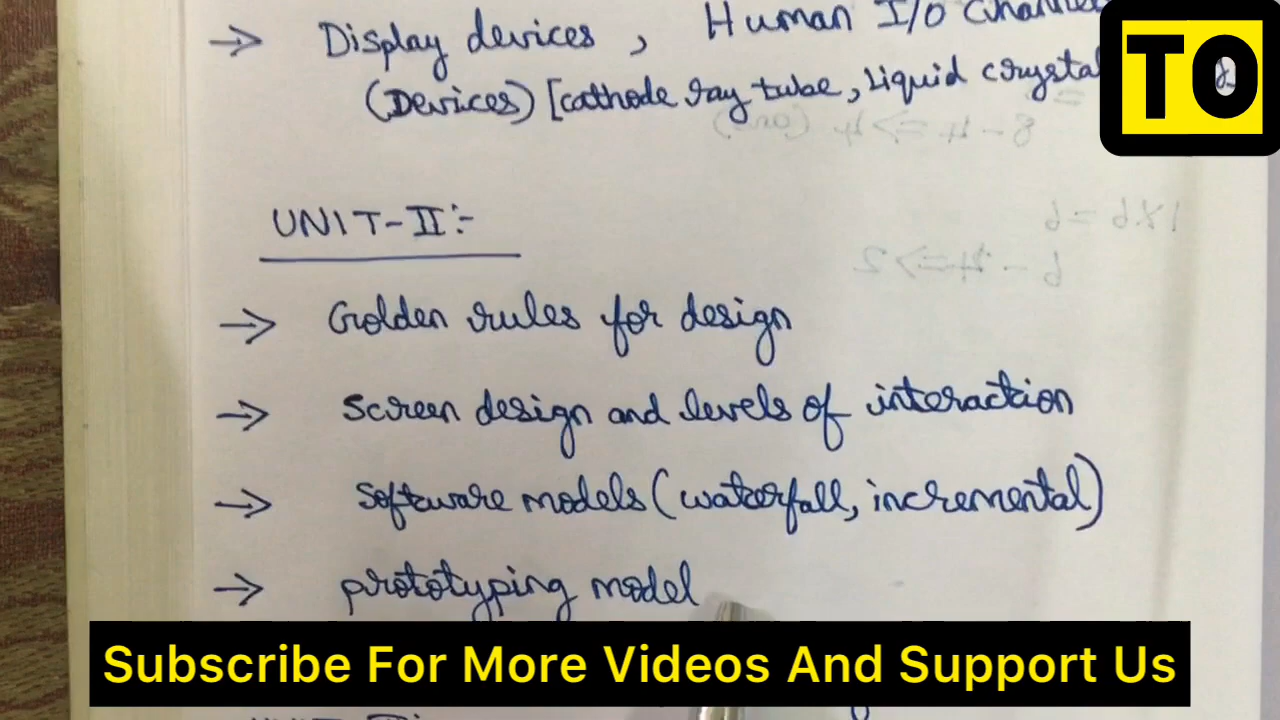 → Display devices, Human I/O Channel
(Devices) [cathode ray tube, liquid crystal
TO
UNIT-II:-
→ Golden rules for design
→ Screen design and levels of interaction
→ Software models (waterfall, incremental)
→ prototyping model
Subscribe For More Videos And Support Us